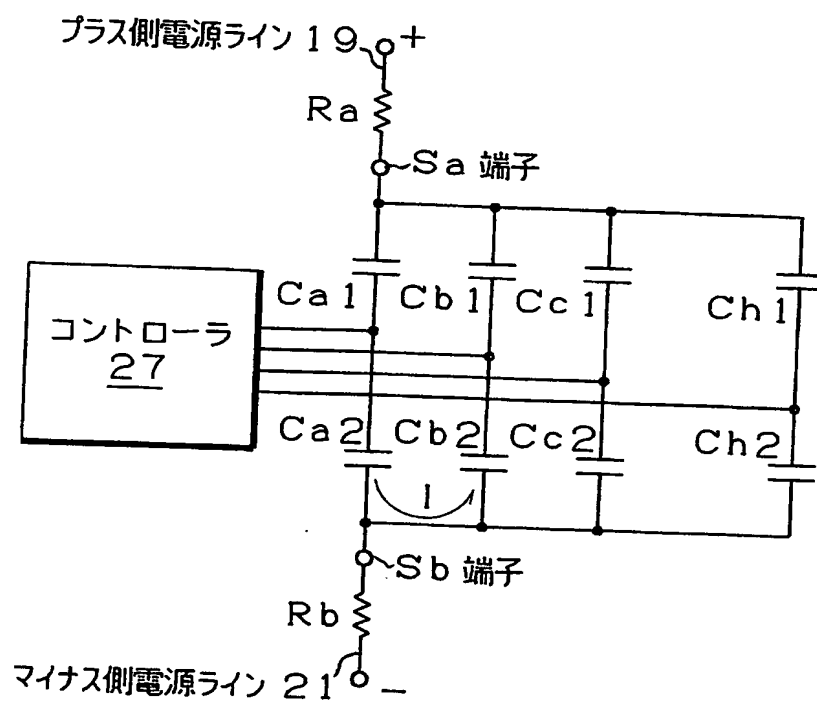 プラス側電源ライン 19 +
Ra
Sa 端子
Ca1 Cb1 Cc1 Ch1
コントローラ
27
Ca2 Cb2 Cc2 Ch2
I
Sb 端子
Rb
マイナス側電源ライン 21 -